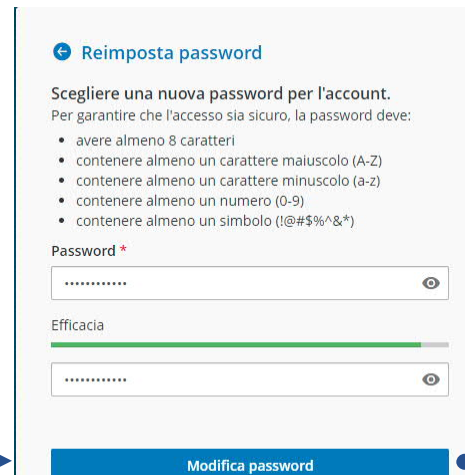 Reimposta password
Scegliere una nuova password per l'account.
Per garantire che l'accesso sia sicuro, la password deve:
• avere almeno 8 caratteri
• contenere almeno un carattere maiuscolo (A-Z)
• contenere almeno un carattere minuscolo (a-z)
• contenere almeno un numero (0-9)
• contenere almeno un simbolo (!@#$%^&*)
Password *
••••••••••••
Efficacia
••••••••••••
Modifica password